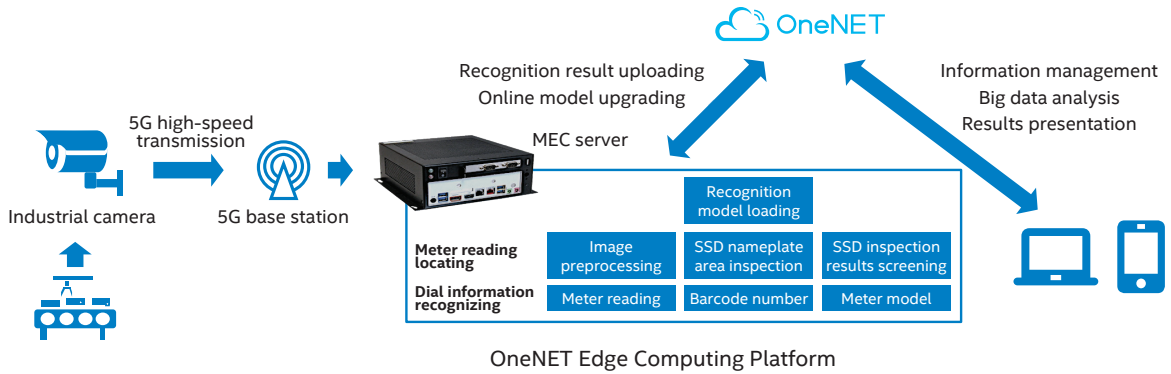 OneNET
Recognition result uploading
Online model upgrading
Information management
Big data analysis
Results presentation
5G high-speed
transmission
MEC server
Industrial camera
5G base station
Recognition
model loading
Meter reading
locating
Image
preprocessing
SSD nameplate
area inspection
SSD inspection
results screening
Dial information
recognizing
Meter reading
Barcode number
Meter model
OneNET Edge Computing Platform